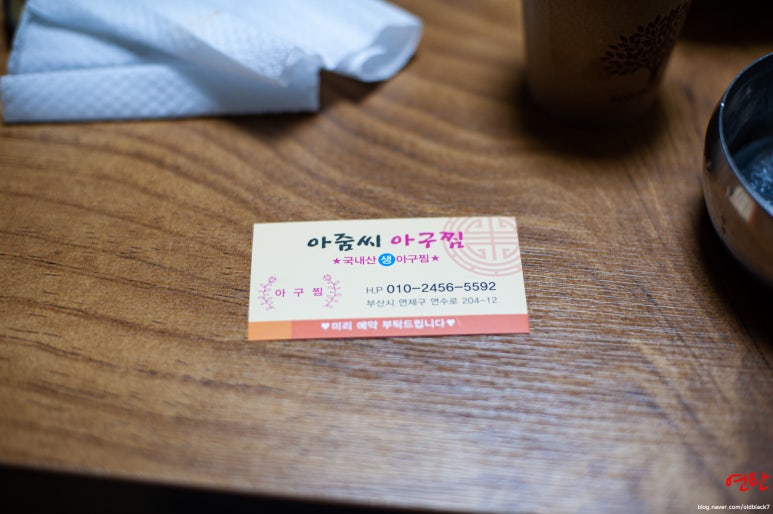 아줌씨 아구찜
★국내산 생 아구찜★
아 구 찜
H.P 010-2456-5592
부산시 연제구 연수로 204-12
♥미리 예약 부탁드립니다♥
연탄
blog.naver.com/oldblack7